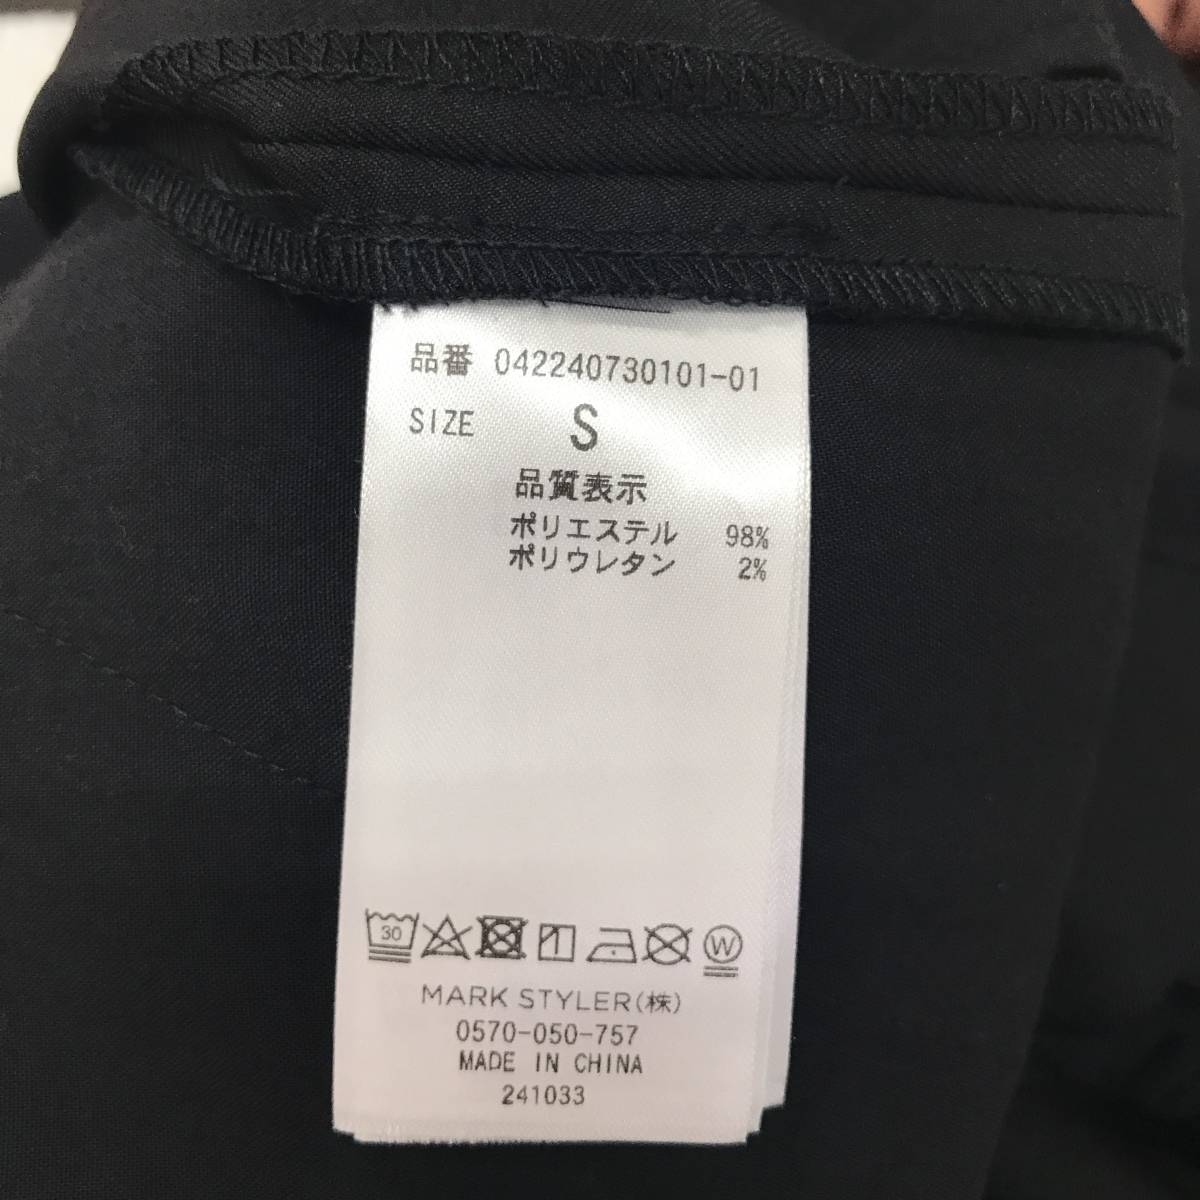 品番 042240730101-01
SIZE S
品質表示
ポリエステル 98%
ポリウレタン 2%
30 W
MARK STYLER(株)
0570-050-757
MADE IN CHINA
241033